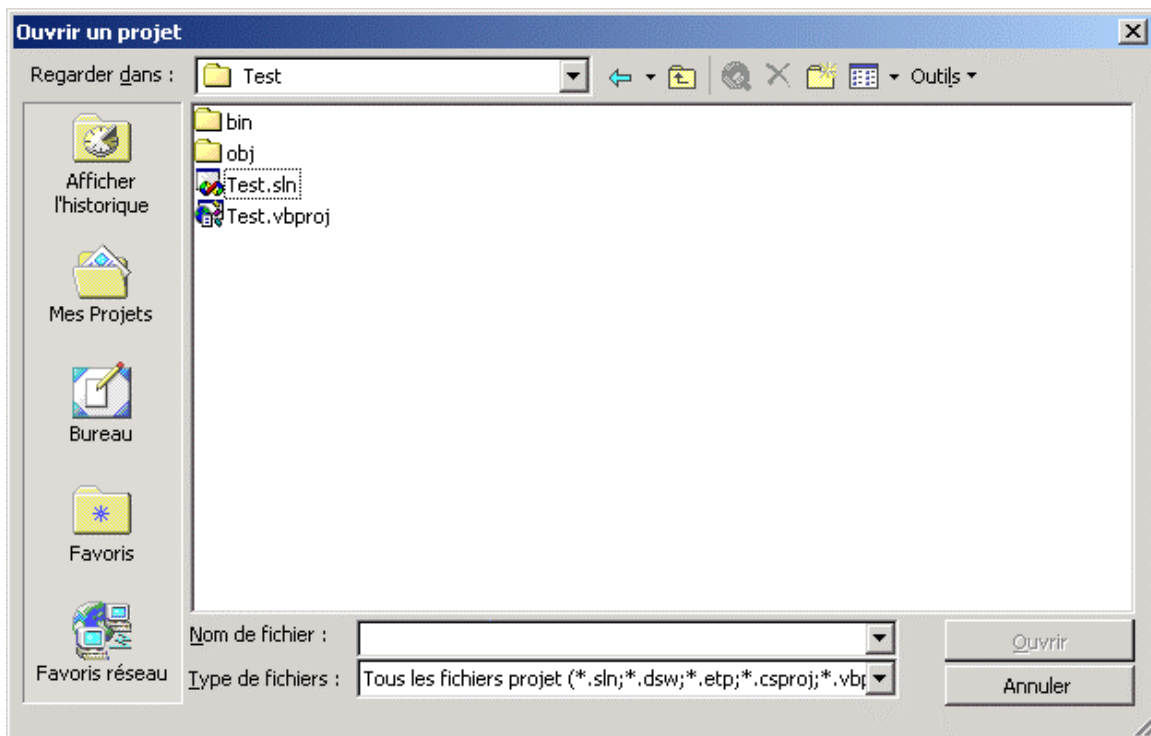 Ouvrir un projet
Regarder dans :
Test
Outils
Afficher
l'historique
Mes Projets
Bureau
Favoris
Favoris réseau
bin
obj
Test.sln
Test.vbproj
Nom de fichier :
Ouvrir
Type de fichiers :
Tous les fichiers projet (*.sln;*.dsw;*.etp;*.csproj;*.vbp
Annuler